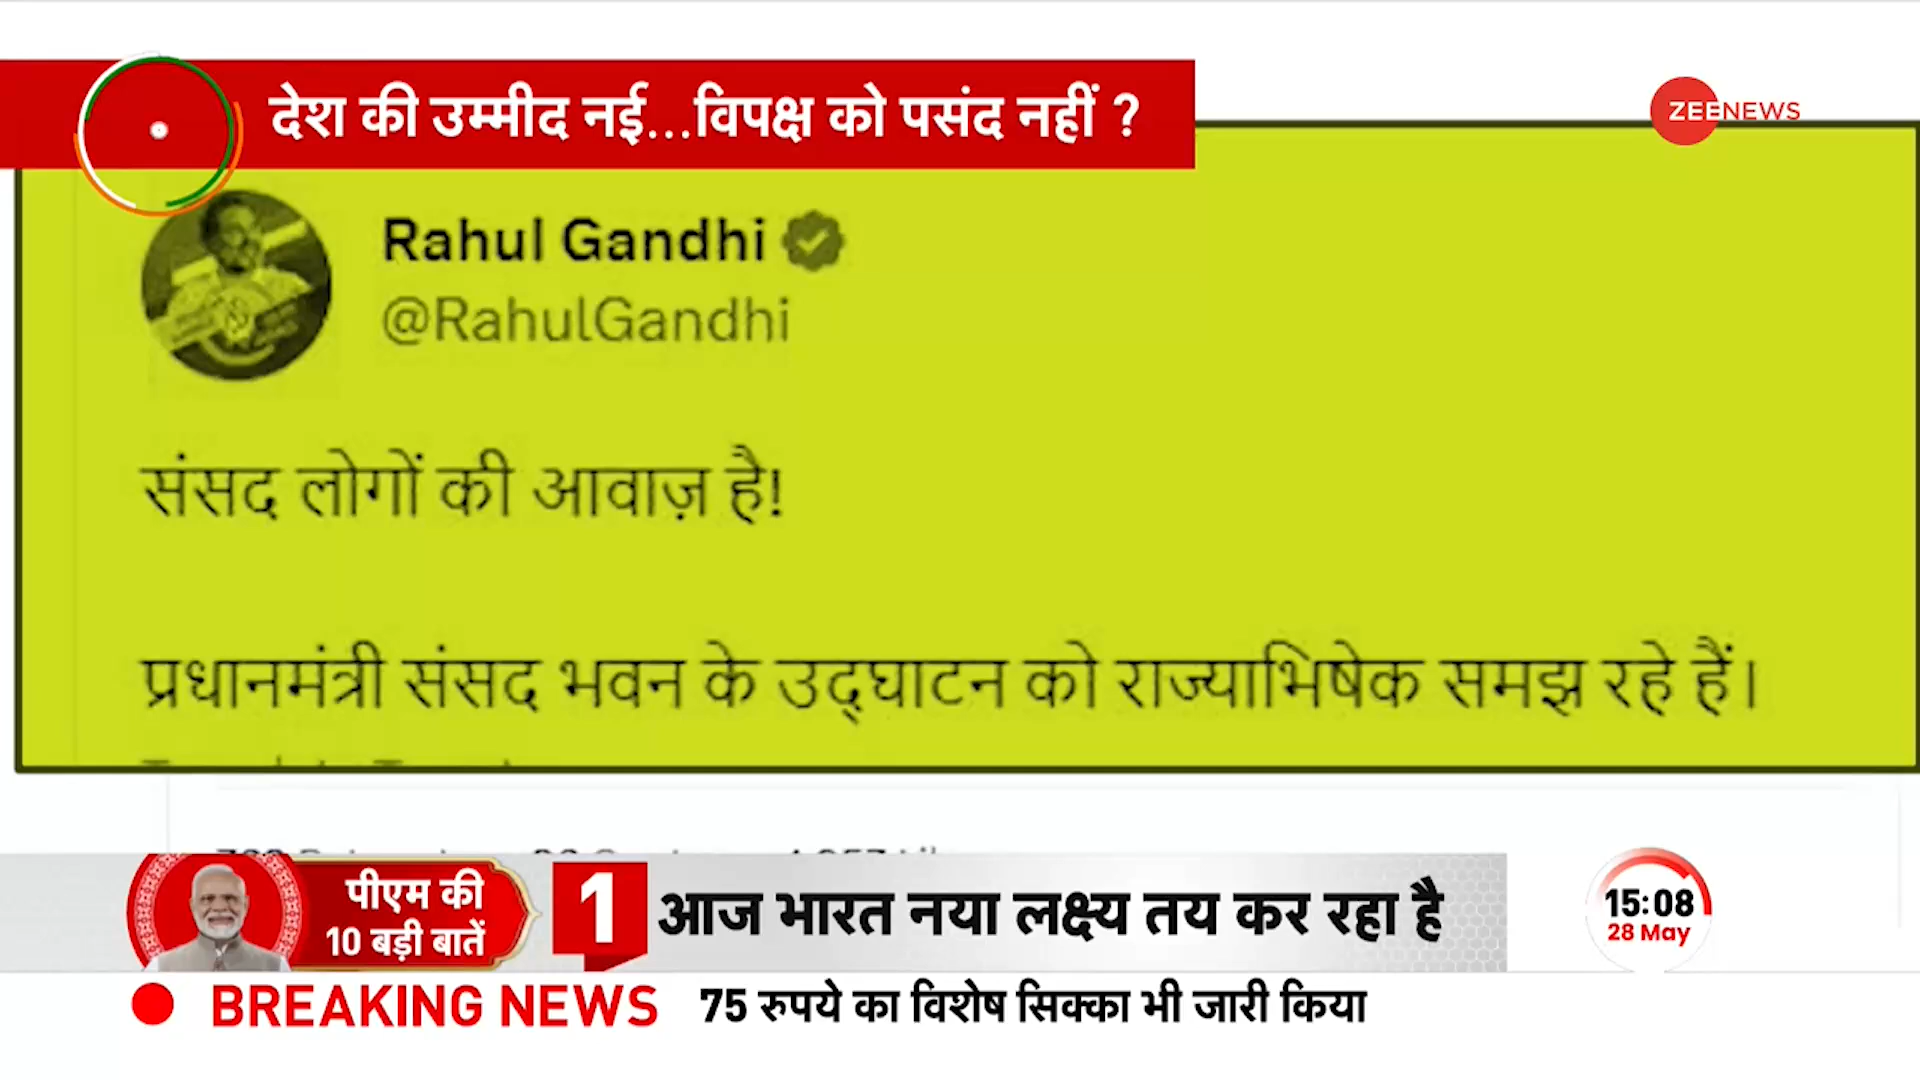 देश की उम्मीद नई...विपक्ष को पसंद नहीं ?
ZEENEWS
Rahul Gandhi
@RahulGandhi
संसद लोगों की आवाज़ है!
प्रधानमंत्री संसद भवन के उद्घाटन को राज्याभिषेक समझ रहे हैं।
पीएम की
10 बड़ी बातें
1 आज भारत नया लक्ष्य तय कर रहा है
15:08
28 May
BREAKING NEWS 75 रुपये का विशेष सिक्का भी जारी किया